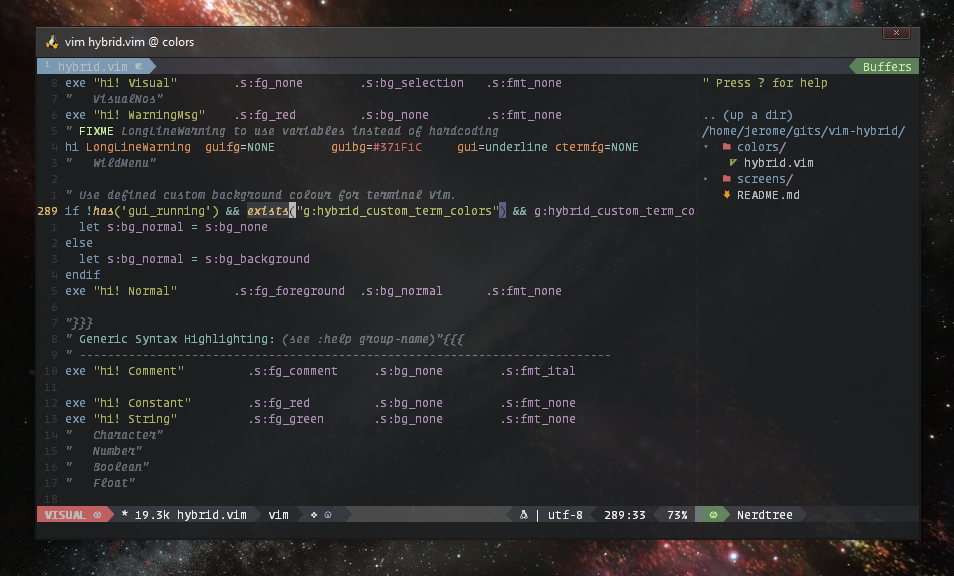 vim hybrid.vim @ colors
1 hybrid.vim Buffers
8 exe "hi! Visual" .s:fg_none .s:bg_selection .s:fmt_none
7 " VisualNos"
6 exe "hi! WarningMsg" .s:fg_red .s:bg_none .s:fmt_none
5 " FIXME LongLineWarning to use variables instead of hardcoding
4 hi LongLineWarning guifg=NONE guibg=#371F1C gui=underline ctermfg=NONE
3 " WildMenu"
2
1 " Use defined custom background colour for terminal Vim.
289 if !has('gui_running') && exists("g:hybrid_custom_term_colors") && g:hybrid_custom_term_co
1 let s:bg_normal = s:bg_none
2 else
3 let s:bg_normal = s:bg_background
4 endif
5 exe "hi! Normal" .s:fg_foreground .s:bg_normal .s:fmt_none
6
7 "}}}
8 " Generic Syntax Highlighting: (see :help group-name)"{{{
9 " ----------------------------------------------------------------------------
10 exe "hi! Comment" .s:fg_comment .s:bg_none .s:fmt_ital
11
12 exe "hi! Constant" .s:fg_red .s:bg_none .s:fmt_none
13 exe "hi! String" .s:fg_green .s:bg_none .s:fmt_none
14 " Character"
15 " Number"
16 " Boolean"
17 " Float"
18
" Press ? for help
.. (up a dir)
/home/jerome/gits/vim-hybrid/
colors/
hybrid.vim
screens/
README.md
VISUAL * 19.3k hybrid.vim vim | utf-8 289:33 73% Nerdtree